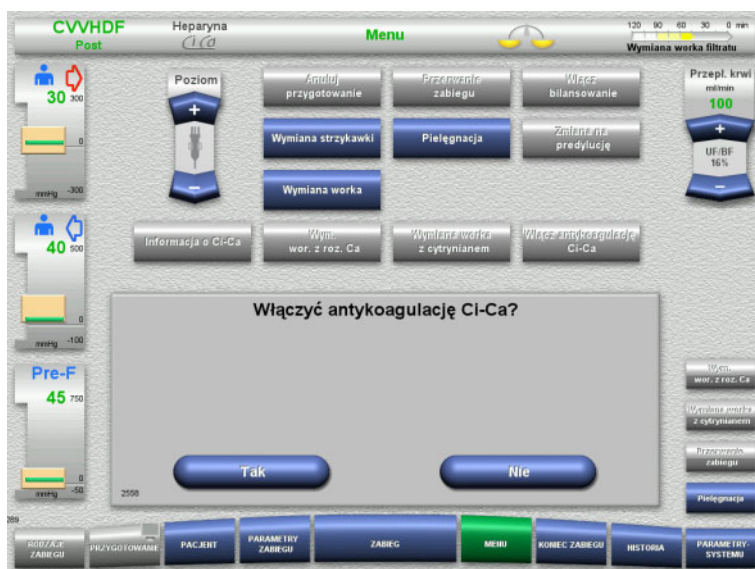 CVVHDF
Post
Heparyna
Ci Ca
Menu
120 90 60 30 0 min
Wymiana worka filtratu
30 300
0
mmHg -300
40 500
0
mmHg -100
Pre-F
45 750
0
mmHg -50
Poziom
+
−
Anuluj
przygotowanie
Przerwanie
zabiegu
Włącz
bilansowanie
Wymiana strzykawki
Pielęgnacja
Zmiana na
predylucję
Wymiana worka
Informacja o Ci-Ca
Wym.
wor. z roz. Ca
Wymiana worka
z cytrynianem
Włącz antykoagulację
Ci-Ca
Przepł. krwi
ml/min
100
+
UF/BF
16%
−
Włączyć antykoagulację Ci-Ca?
Tak
Nie
2558
Wym.
wor. z roz. Ca
Wymiana worka
z cytrynianem
Przerwanie
zabiegu
Pielęgnacja
289
RODZAJE
ZABIEGU
PRZYGOTOWANIE
PACJENT
PARAMETRY
ZABIEGU
ZABIEG
MENU
KONIEC ZABIEGU
HISTORIA
PARAMETRY-
SYSTEMU